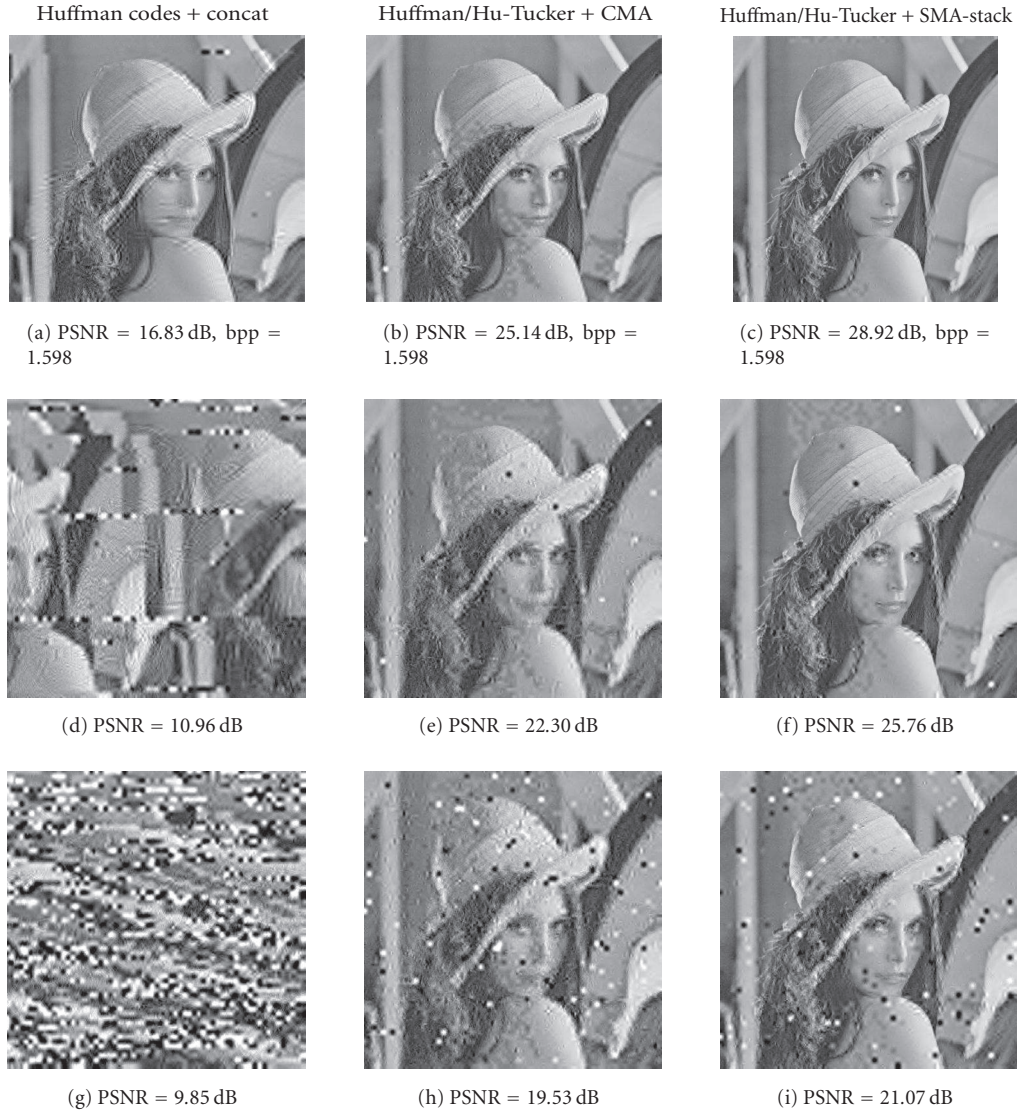 Huffman codes + concat
Huffman/Hu-Tucker + CMA
Huffman/Hu-Tucker + SMA-stack
(a) PSNR = 16.83 dB, bpp =
1.598
(b) PSNR = 25.14 dB, bpp =
1.598
(c) PSNR = 28.92 dB, bpp =
1.598
(d) PSNR = 10.96 dB
(e) PSNR = 22.30 dB
(f) PSNR = 25.76 dB
(g) PSNR = 9.85 dB
(h) PSNR = 19.53 dB
(i) PSNR = 21.07 dB